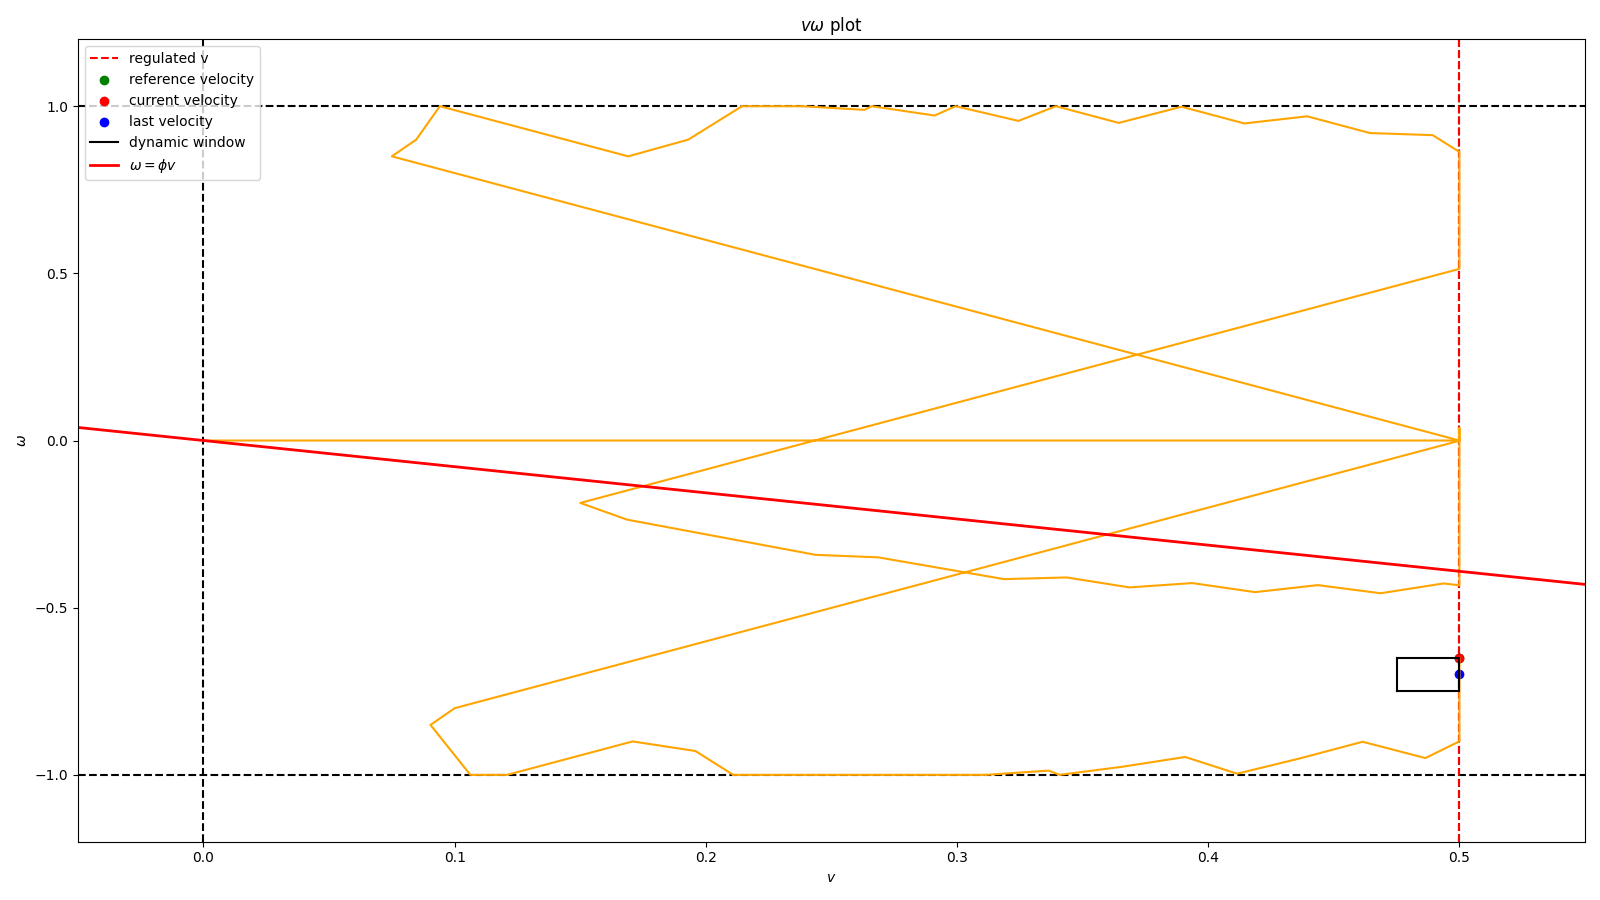 vω plot
regulated v
reference velocity
current velocity
last velocity
dynamic window
ω = ϕv
1.0
0.5
0.0
−0.5
−1.0
ω
0.0 0.1 0.2 0.3 0.4 0.5
v